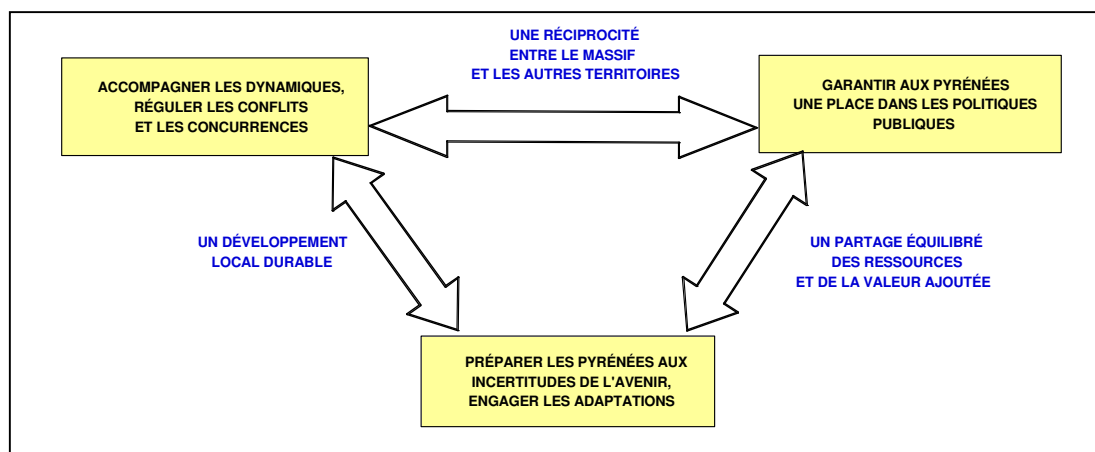 UNE RÉCIPROCITÉ
ENTRE LE MASSIF
ET LES AUTRES TERRITOIRES
ACCOMPAGNER LES DYNAMIQUES,
RÉGULER LES CONFLITS
ET LES CONCURRENCES
GARANTIR AUX PYRÉNÉES
UNE PLACE DANS LES POLITIQUES
PUBLIQUES
UN DÉVELOPPEMENT
LOCAL DURABLE
UN PARTAGE ÉQUILIBRÉ
DES RESSOURCES
ET DE LA VALEUR AJOUTÉE
PRÉPARER LES PYRÉNÉES AUX
INCERTITUDES DE L'AVENIR,
ENGAGER LES ADAPTATIONS